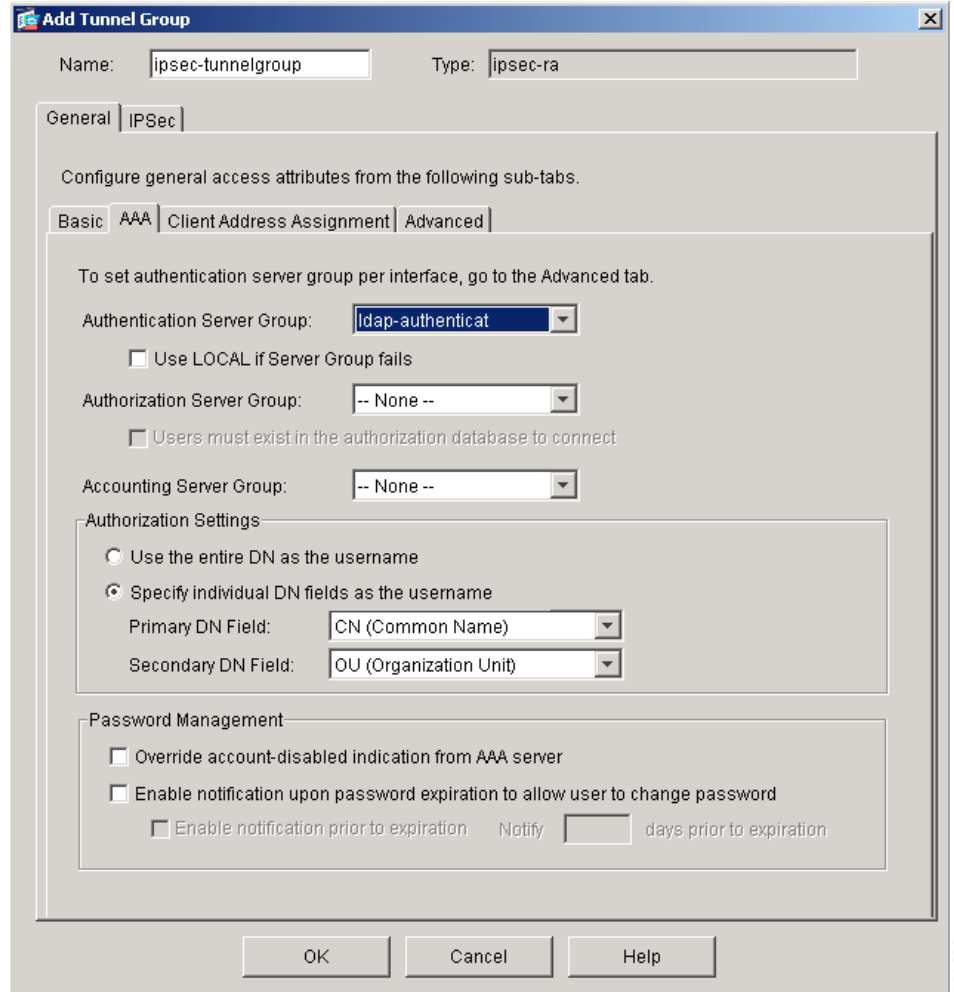 Add Tunnel Group
Name: ipsec-tunnelgroup Type: ipsec-ra
General IPSec
Configure general access attributes from the following sub-tabs.
Basic AAA Client Address Assignment Advanced
To set authentication server group per interface, go to the Advanced tab.
Authentication Server Group: ldap-authenticat
Use LOCAL if Server Group fails
Authorization Server Group: -- None --
Users must exist in the authorization database to connect
Accounting Server Group: -- None --
Authorization Settings
Use the entire DN as the username
Specify individual DN fields as the username
Primary DN Field: CN (Common Name)
Secondary DN Field: OU (Organization Unit)
Password Management
Override account-disabled indication from AAA server
Enable notification upon password expiration to allow user to change password
Enable notification prior to expiration Notify days prior to expiration
OK Cancel Help